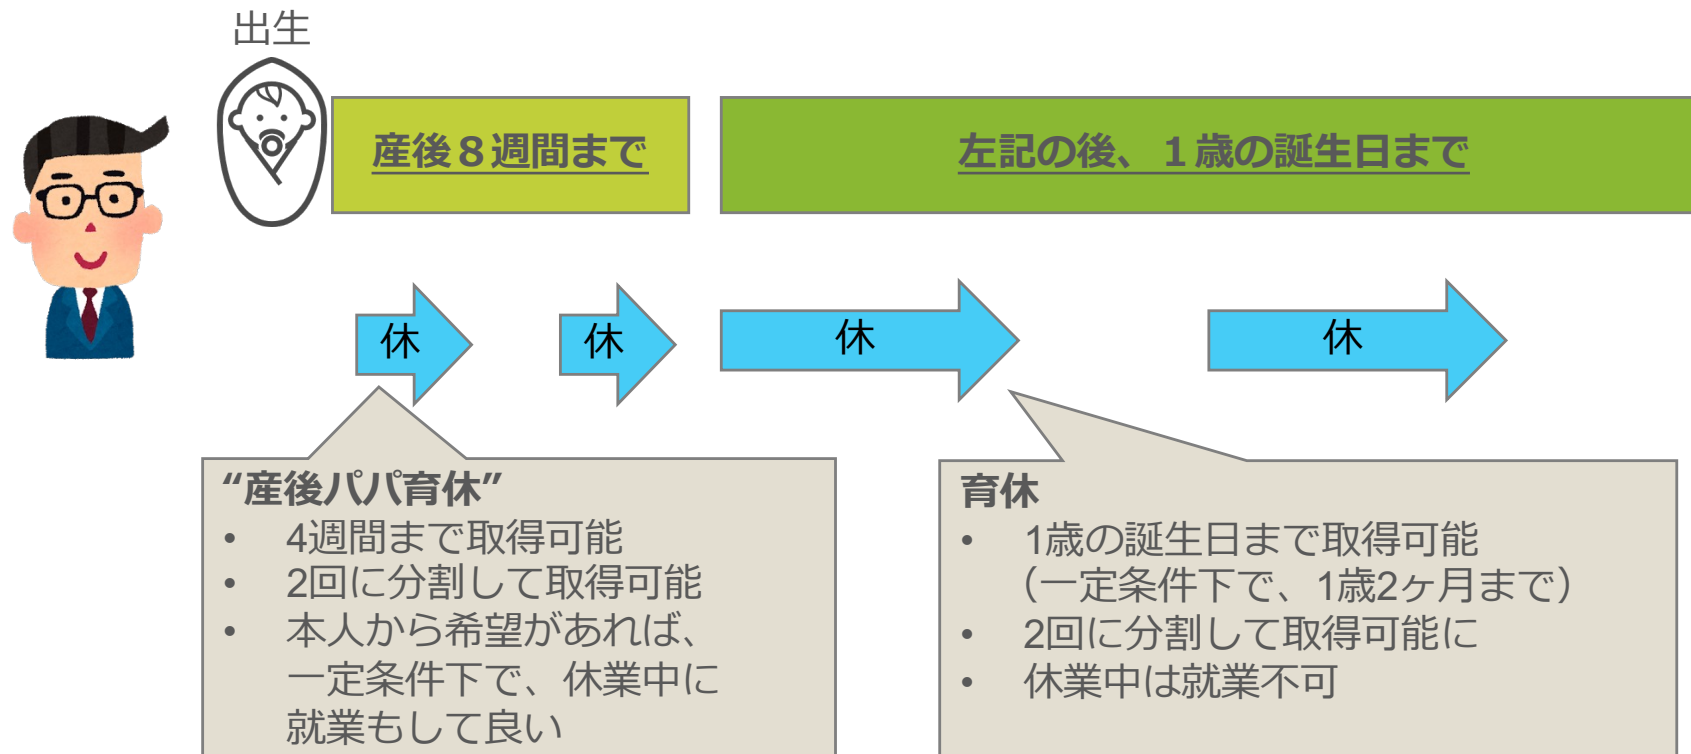 出生
産後８週間まで
左記の後、１歳の誕生日まで
休
休
休
休
“産後パパ育休”
• 4週間まで取得可能
• 2回に分割して取得可能
• 本人から希望があれば、
一定条件下で、休業中に
就業もして良い
育休
• 1歳の誕生日まで取得可能
（一定条件下で、1歳2ヶ月まで）
• 2回に分割して取得可能に
• 休業中は就業不可